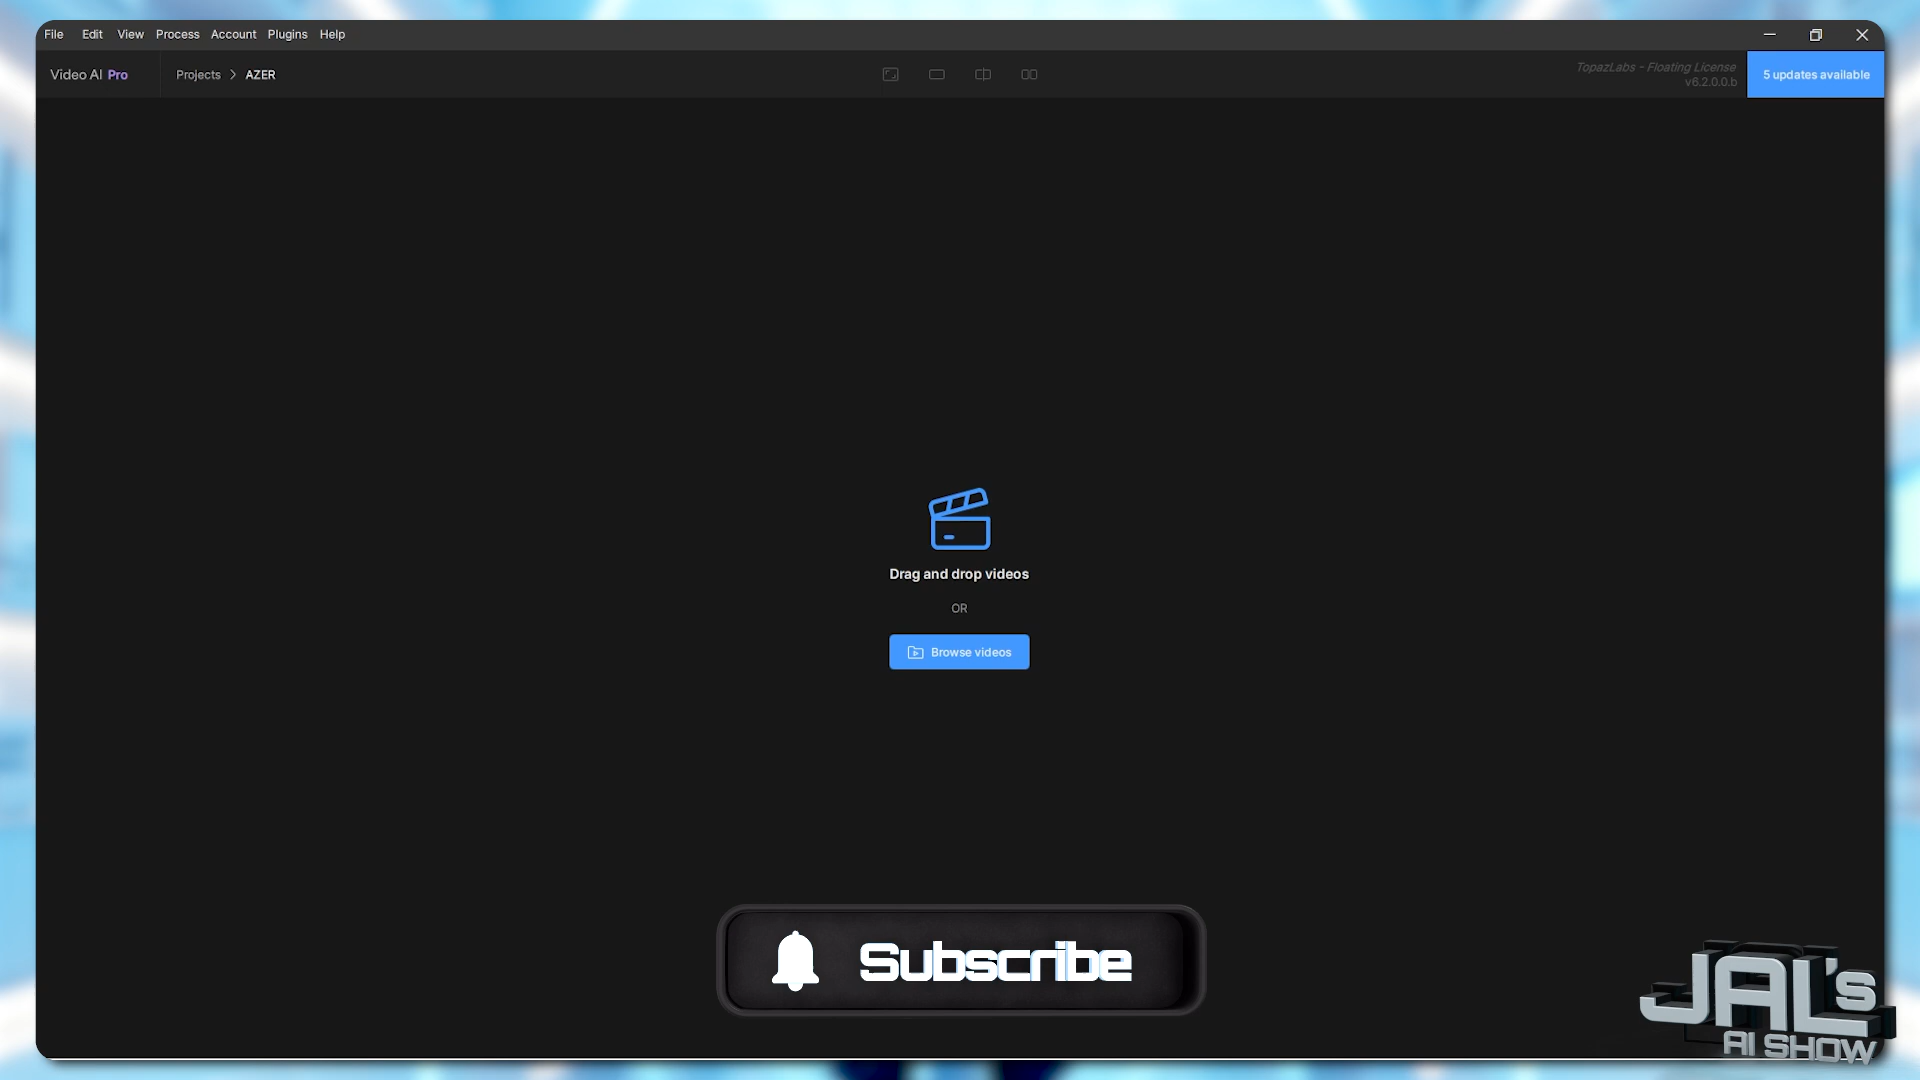 File Edit View Process Account Plugins Help
Video AI Pro Projects > AZER
TopazLabs - Floating License
v6.2.0.0.b
5 updates available
Drag and drop videos
OR
Browse videos
Subscribe
JAL's
AI SHOW